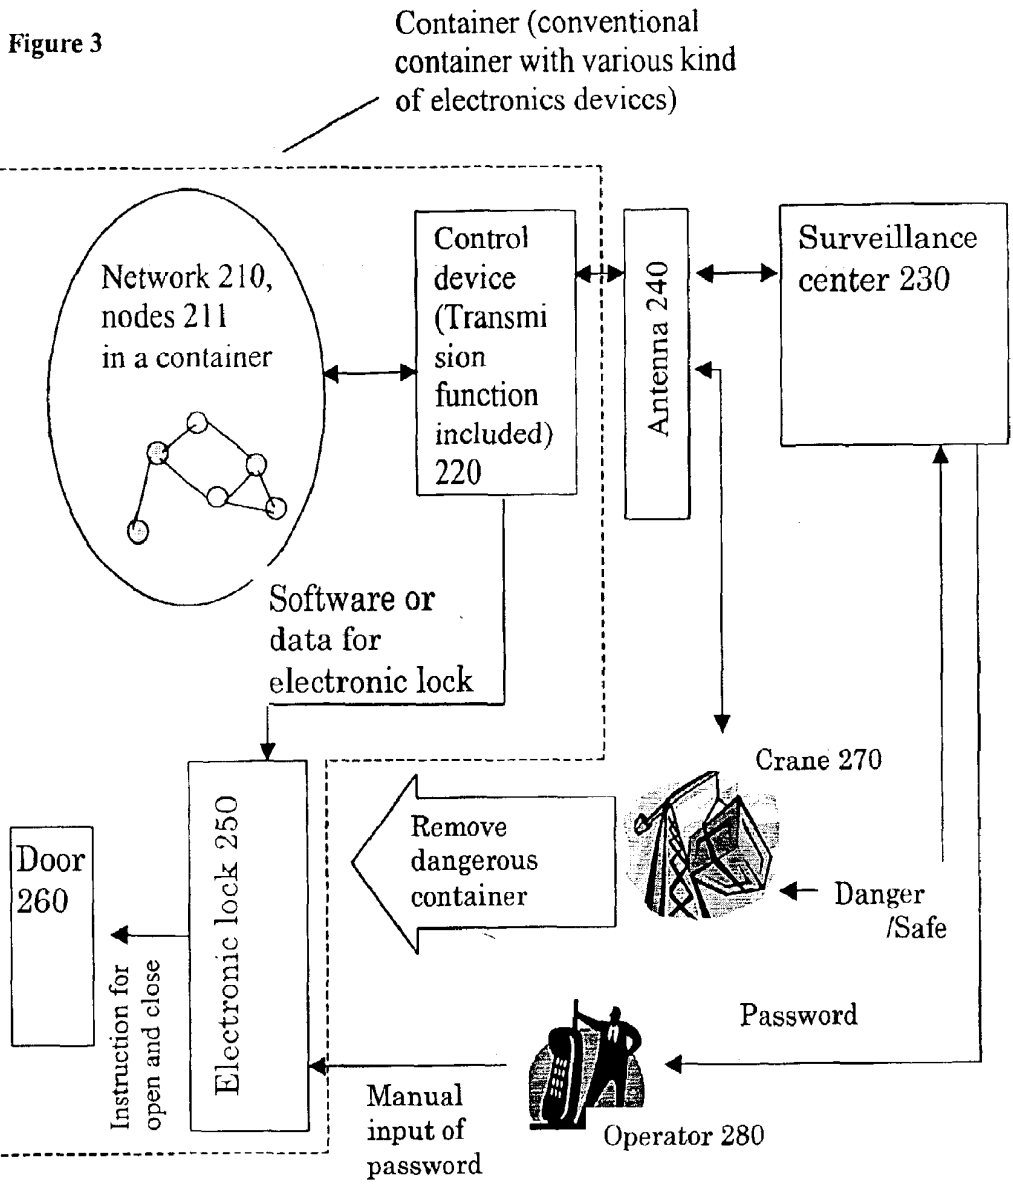 Figure 3
Container (conventional
container with various kind
of electronics devices)
Network 210,
nodes 211
in a container
Control
device
(Transmi
sion
function
included)
220
Antenna 240
Surveillance
center 230
Software or
data for
electronic lock
Crane 270
Remove
dangerous
container
Danger
/Safe
Door
260
Electronic lock 250
Instruction for
open and close
Password
Manual
input of
password
Operator 280